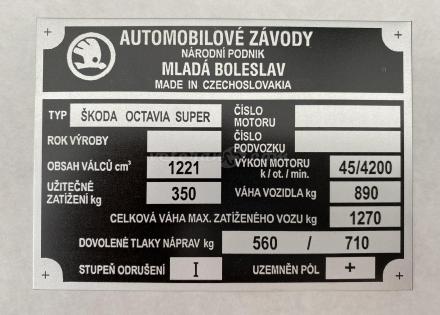 AUTOMOBILOVÉ ZÁVODY
NÁRODNÍ PODNIK
MLADÁ BOLESLAV
MADE IN CZECHOSLOVAKIA
TYP ŠKODA OCTAVIA SUPER ČÍSLO MOTORU
ROK VÝROBY ČÍSLO PODVOZKU
OBSAH VÁLCŮ cm³ 1221 VÝKON MOTORU k / ot. / min. 45/4200
UŽITEČNÉ ZATÍŽENÍ kg 350 VÁHA VOZIDLA kg 890
CELKOVÁ VÁHA MAX. ZATÍŽENÉHO VOZU kg 1270
DOVOLENÉ TLAKY NÁPRAV kg 560 / 710
STUPEŇ ODRUŠENÍ I UZEMNĚN PÓL +